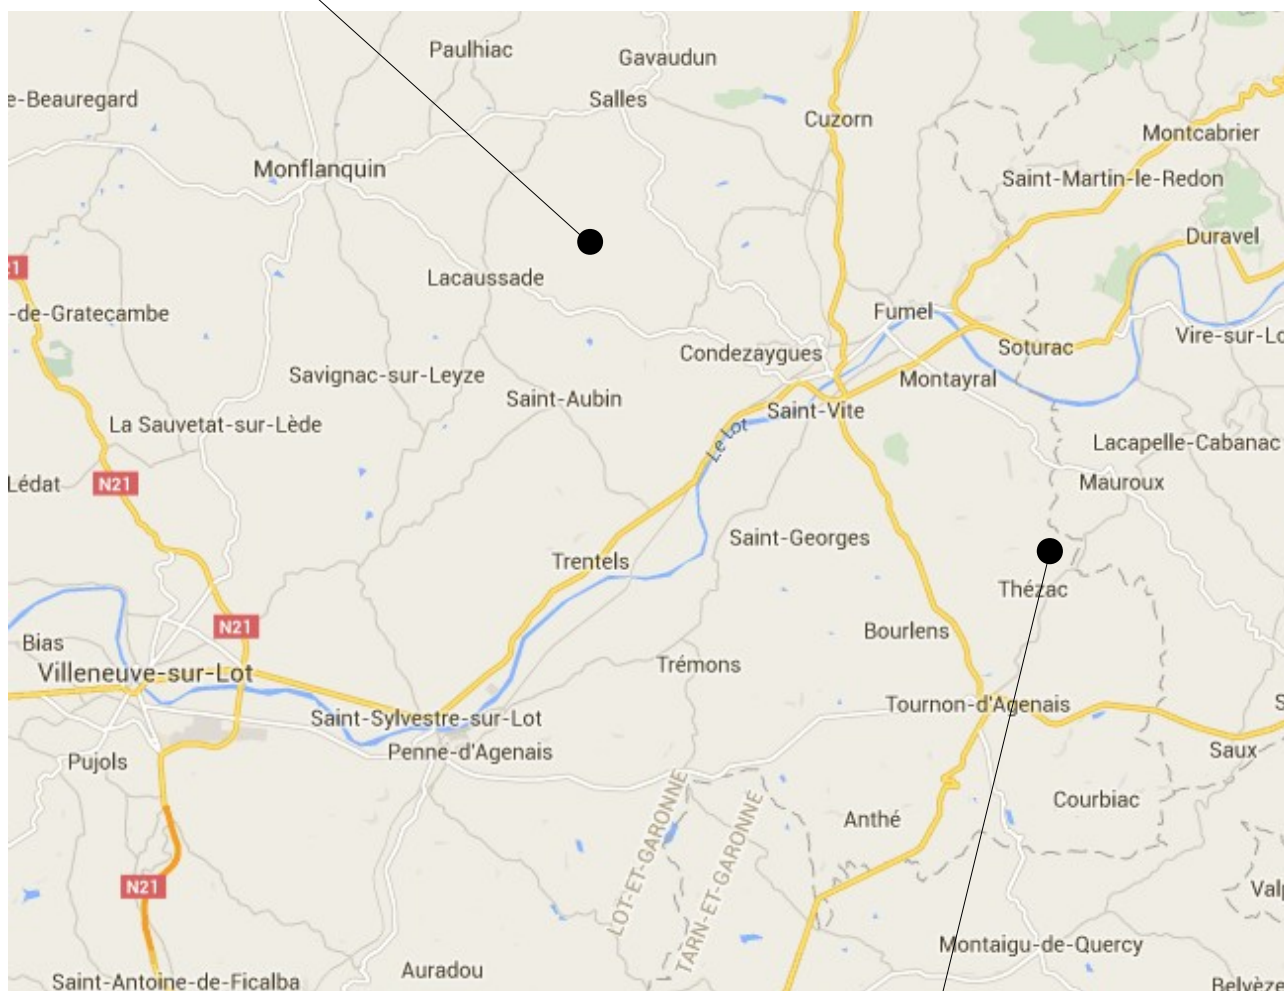 Paulhiac
Gavaudun
Salles
e-Beauregard
Cuzorn
Montcabrier
Monflanquin
Saint-Martin-le-Redon
Duravel
21
Lacaussade
-de-Gratecambe
Fumel
Vire-sur-Lo
Condezaygues
Soturac
Savignac-sur-Leyze
Montayral
Saint-Aubin
Saint-Vite
La Sauvetat-sur-Lède
Le Lot
Lacapelle-Cabanac
Lédat
N21
Mauroux
Saint-Georges
Trentels
Thézac
N21
Bourlens
Bias
Villeneuve-sur-Lot
Trémons
Tournon-d'Agenais
S
Saint-Sylvestre-sur-Lot
Penne-d'Agenais
Saux
Pujols
Courbiac
Anthé
LOT-ET-GARONNE
TARN-ET-GARONNE
N21
Valp
Montaigu-de-Quercy
Auradou
Saint-Antoine-de-Ficalba
Belvèze